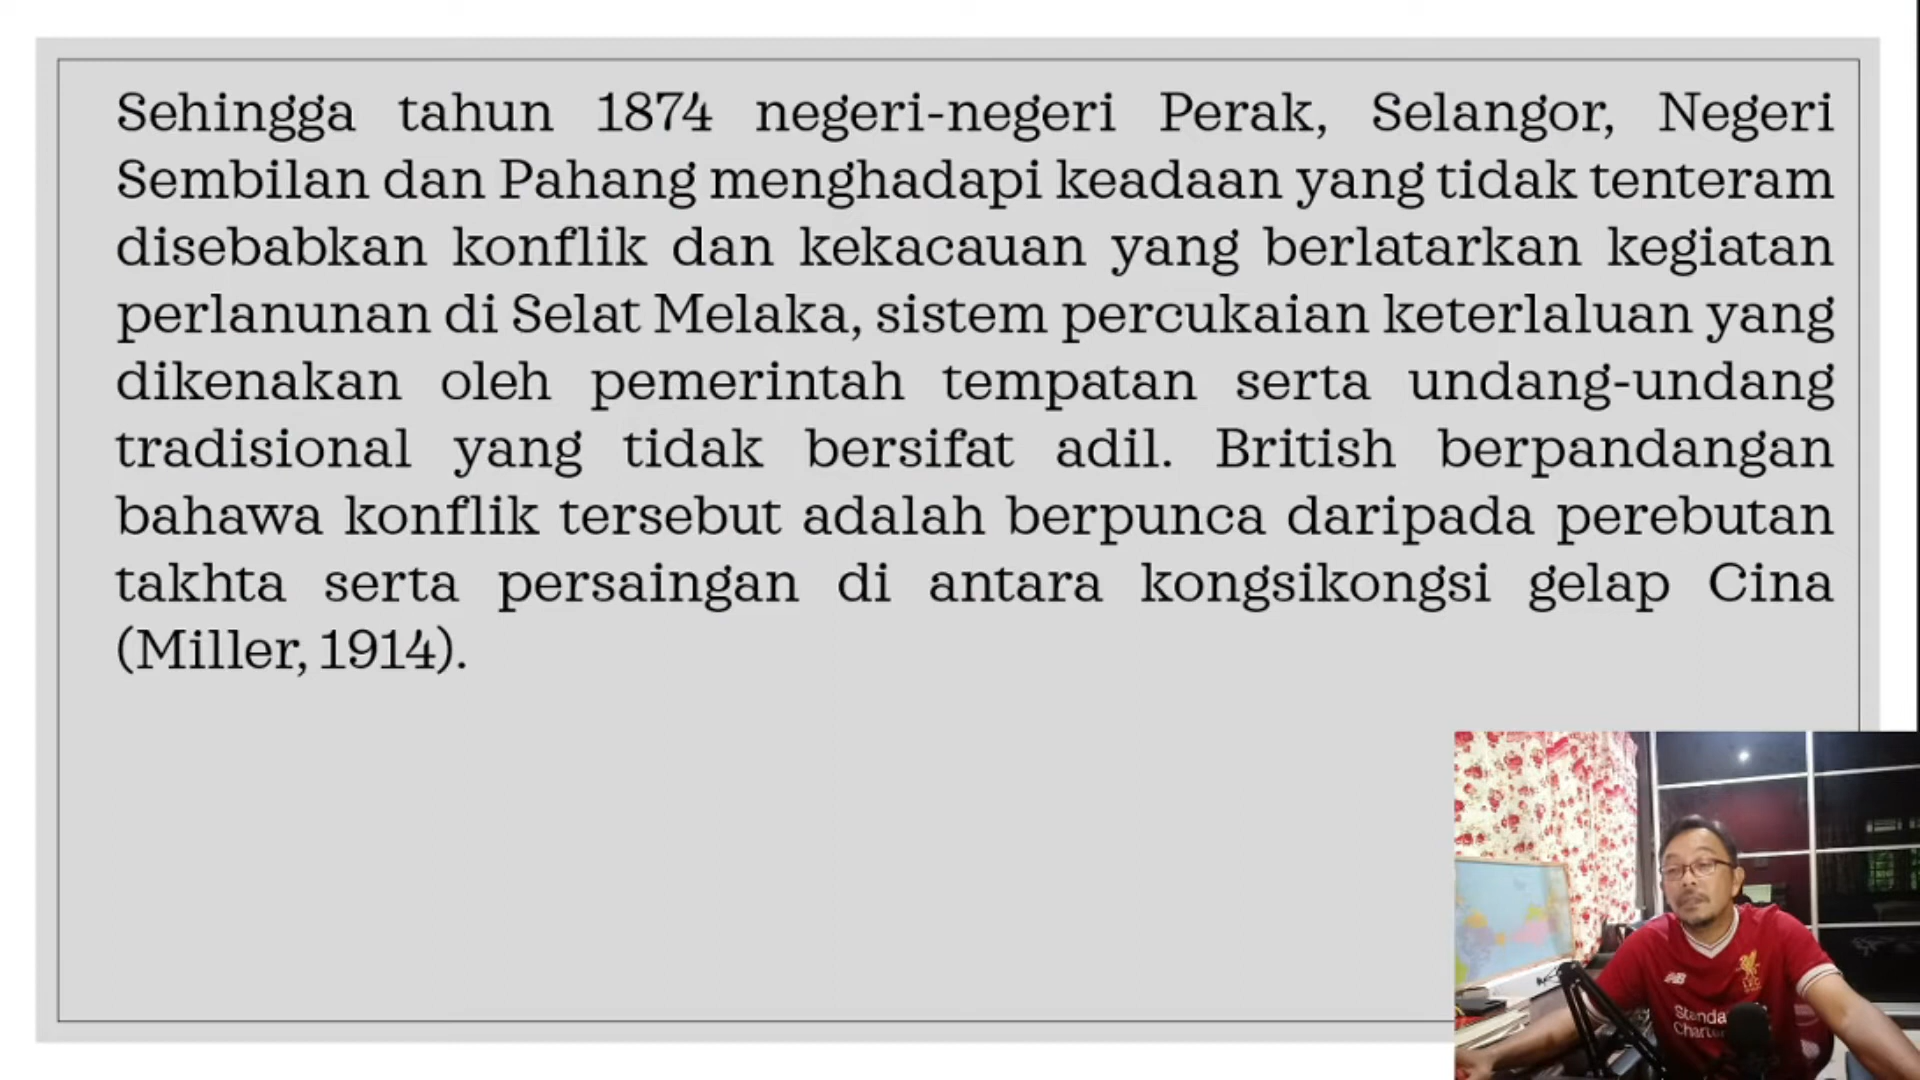 Sehingga tahun 1874 negeri-negeri Perak, Selangor, Negeri
Sembilan dan Pahang menghadapi keadaan yang tidak tenteram
disebabkan konflik dan kekacauan yang berlatarkan kegiatan
perlanunan di Selat Melaka, sistem percukaian keterlaluan yang
dikenakan oleh pemerintah tempatan serta undang-undang
tradisional yang tidak bersifat adil. British berpandangan
bahawa konflik tersebut adalah berpunca daripada perebutan
takhta serta persaingan di antara kongsikongsi gelap Cina
(Miller, 1914).